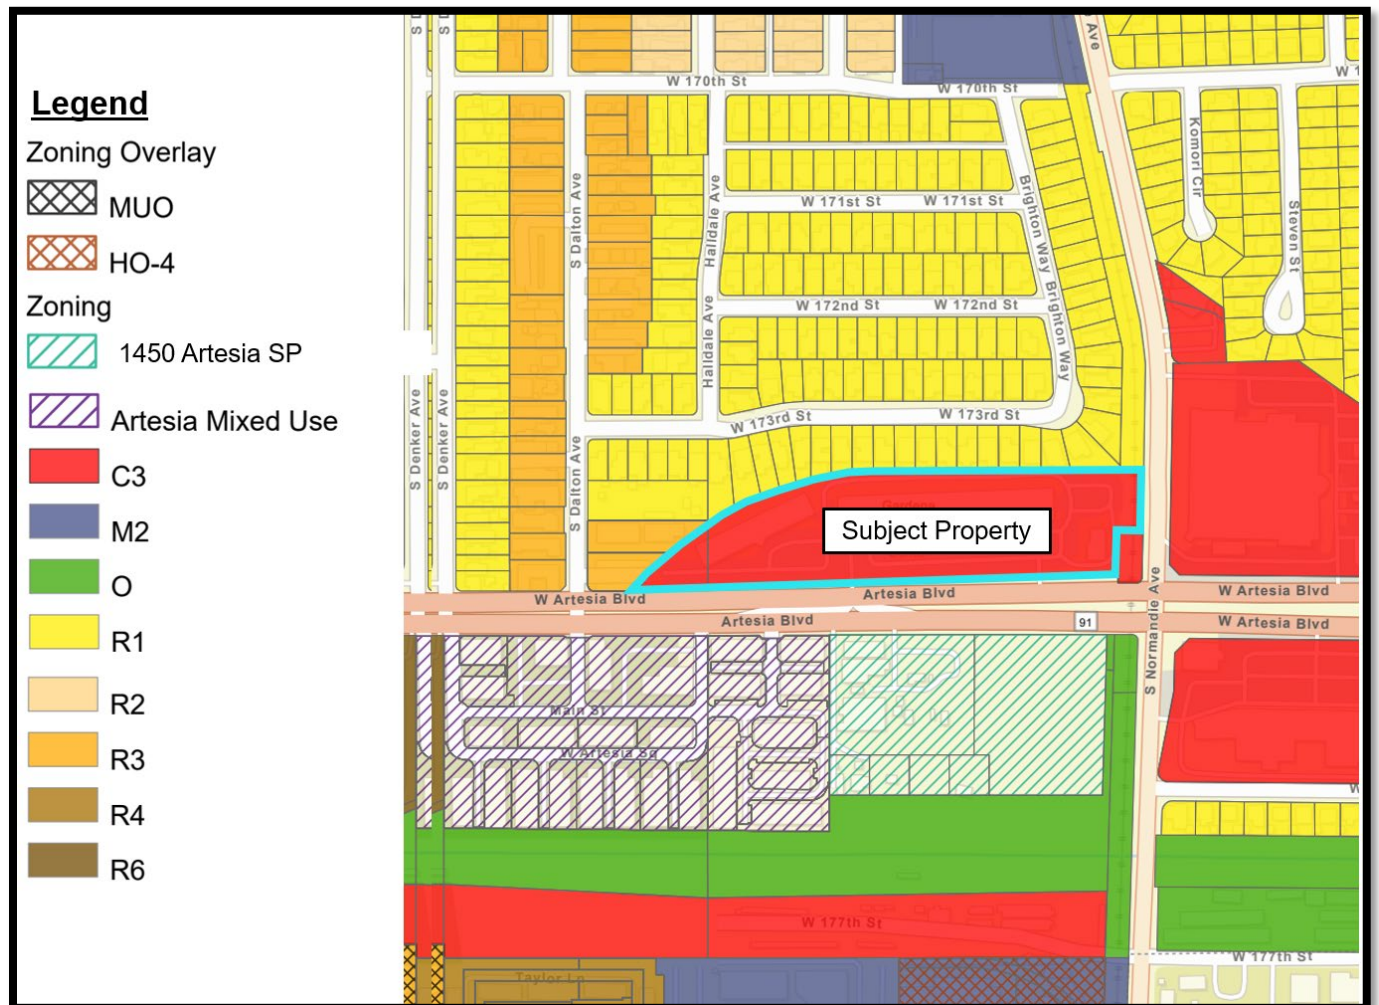 Legend
Zoning Overlay
MUO
HO-4
Zoning
1450 Artesia SP
Artesia Mixed Use
C3
M2
O
R1
R2
R3
R4
R6
S D
S D
Ave
W 170th St
W 170th St
W 1
Komori Cir
Steven St
S Dalton Ave
Halldale Ave
W 171st St
W 171st St
Brighton Way
Brighton Way
W 172nd St
W 172nd St
Halldale Ave
S Denker Ave
S Denker Ave
W 173rd St
W 173rd St
S Dalton Ave
Gardena
Subject Property
W Artesia Blvd
Artesia Blvd
W Artesia Blvd
Artesia Blvd
91
W Artesia Blvd
S Normandie Ave
Main St
W Artesia Sq
W
W 177th St
W 177th St
Taylor Ln